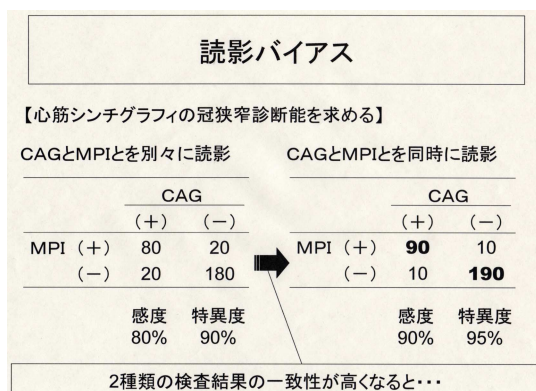 読影バイアス
【心筋シンチグラフィの冠狭窄診断能を求める】
CAGとMPIとを別々に読影
CAG
(+) (-)
MPI (+) 80 20
(-) 20 180
感度 特異度
80% 90%
CAGとMPIとを同時に読影
CAG
(+) (-)
MPI (+) 90 10
(-) 10 190
感度 特異度
90% 95%
2種類の検査結果の一致性が高くなると・・・